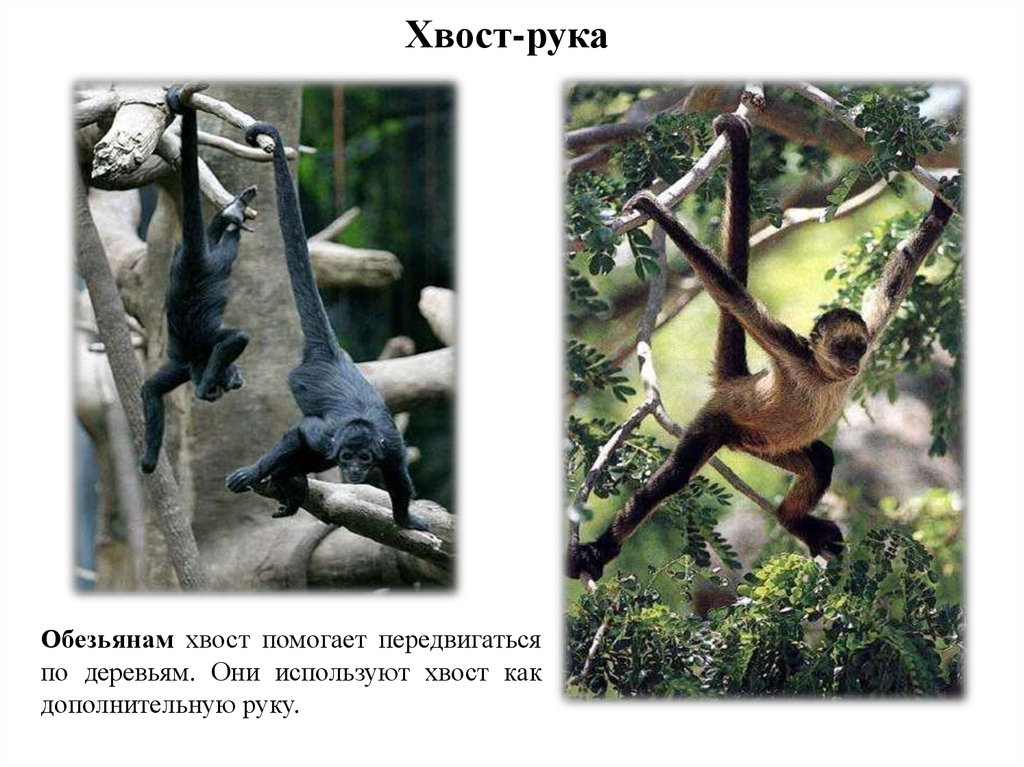 Хвост-рука
Обезьянам хвост помогает передвигаться
по деревьям. Они используют хвост как
дополнительную руку.